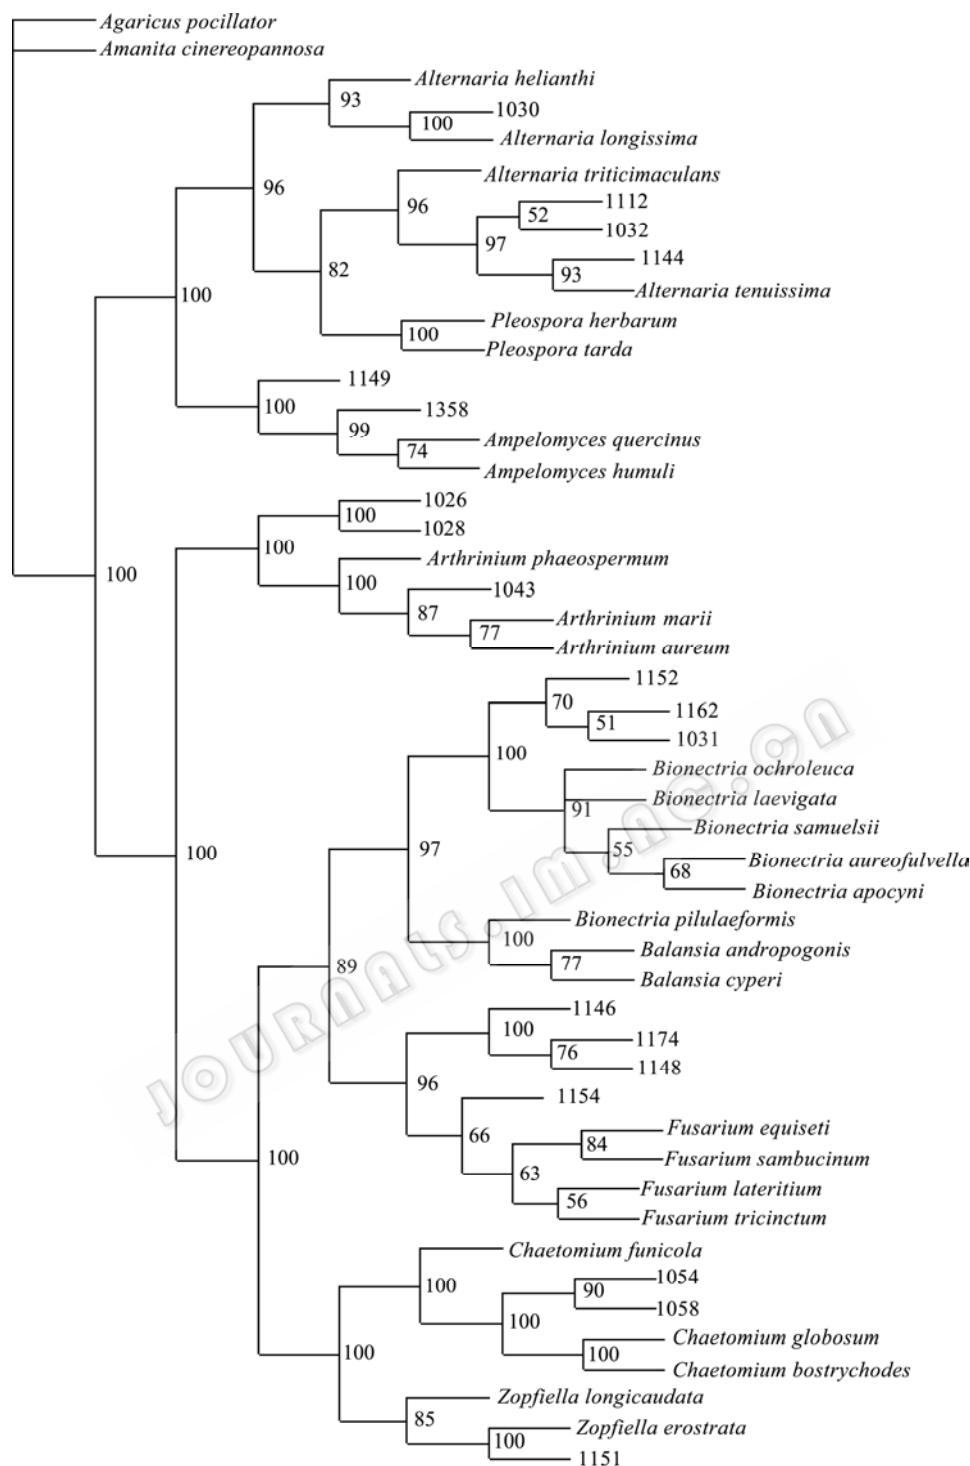 Agaricus pocillator
Amanita cinereopannosa
Alternaria helianthi
93
1030
100
Alternaria longissima
Alternaria triticimaculans
96
96
1112
52
1032
97
1144
82
93
Alternaria tenuissima
100
Pleospora herbarum
100
Pleospora tarda
1149
100
1358
99
Ampelomyces quercinus
74
Ampelomyces humuli
1026
100
1028
100
Arthrinium phaeospermum
100
100
1043
87
Arthrinium marii
77
Arthrinium aureum
1152
70
1162
51
1031
100
Bionectria ochroleuca
Bionectria laevigata
91
Bionectria samuelsii
97
55
100
Bionectria aureofulvella
68
Bionectria apocyni
Bionectria pilulaeformis
100
Balansia andropogonis
77
89
Balansia cyperi
1146
100
1174
76
1148
96
1154
Fusarium equiseti
66
84
100
Fusarium sambucinum
63
Fusarium lateritium
56
Fusarium tricinctum
Chaetomium funicola
1054
100
90
1058
100
Chaetomium globosum
100
100
Chaetomium bostrychodes
Zopfiella longicaudata
85
Zopfiella erostrata
100
1151
JOURNALS.IM.AC.CN